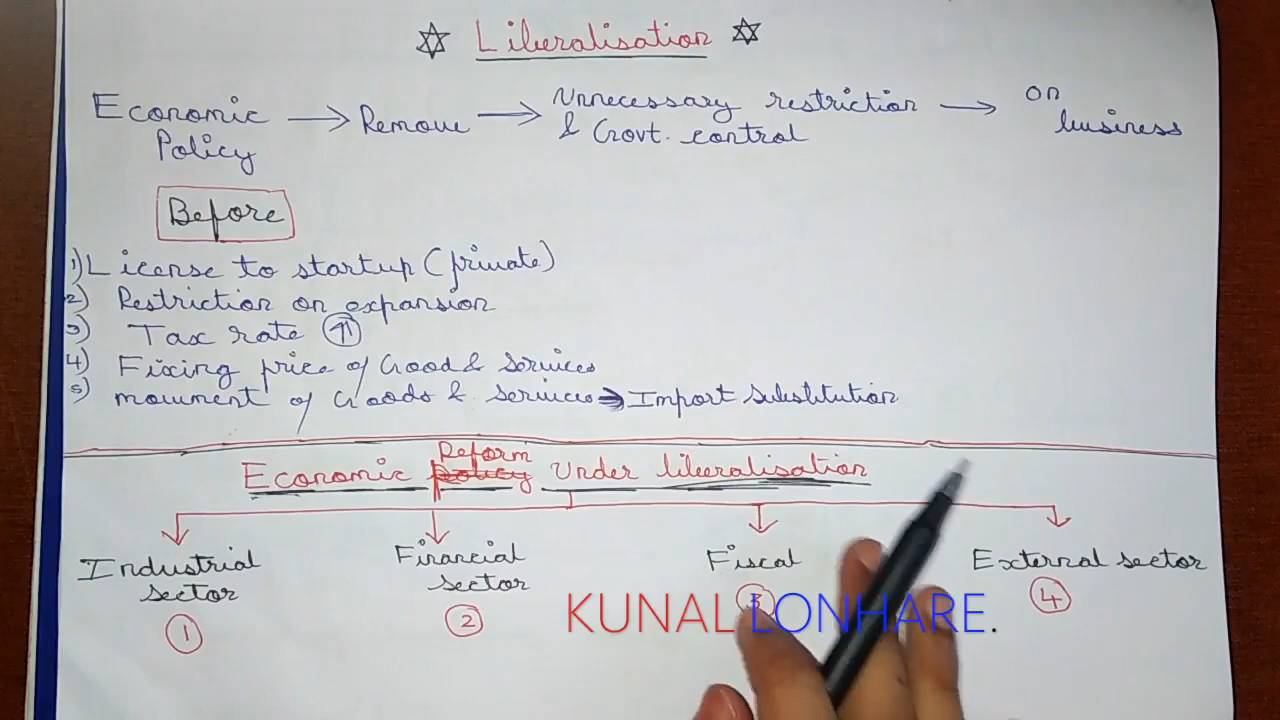 Liberalisation
Economic Policy → Remove → Unnecessary restriction & Govt. control → on business
Before
1) License to startup (private)
2) Restriction on expansion
3) Tax rate ⇈
4) Fixing price of Good & Services
5) movment of Goods & services → Import Substitution
Economic policy Reform Under liberalisation
Industrial sector
1
Financial sector
2
Fiscal
3
External sector
4
KUNAL LONHARE.